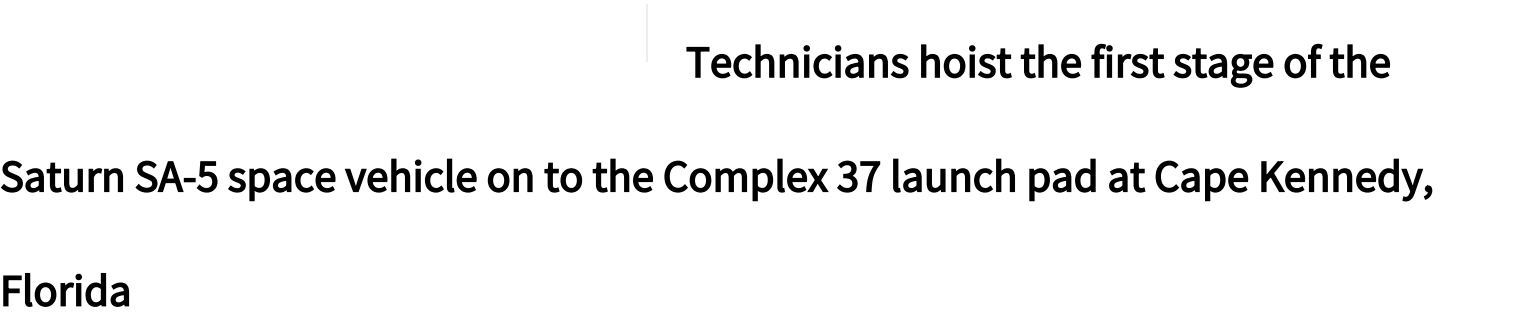 Technicians hoist the first stage of the
Saturn SA-5 space vehicle on to the Complex 37 launch pad at Cape Kennedy,
Florida